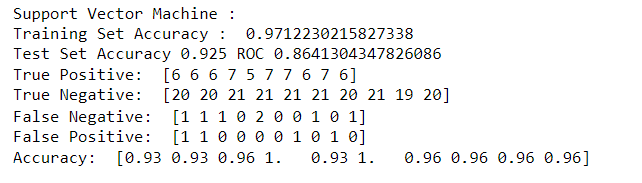 Support Vector Machine :
Training Set Accuracy :  0.9712230215827338
Test Set Accuracy 0.925 ROC 0.8641304347826086
True Positive:  [6 6 6 7 5 7 7 6 7 6]
True Negative:  [20 20 21 21 21 21 20 21 19 20]
False Negative:  [1 1 1 0 2 0 0 1 0 1]
False Positive:  [1 1 0 0 0 0 1 0 1 0]
Accuracy:  [0.93 0.93 0.96 1.   0.93 1.   0.96 0.96 0.96 0.96]